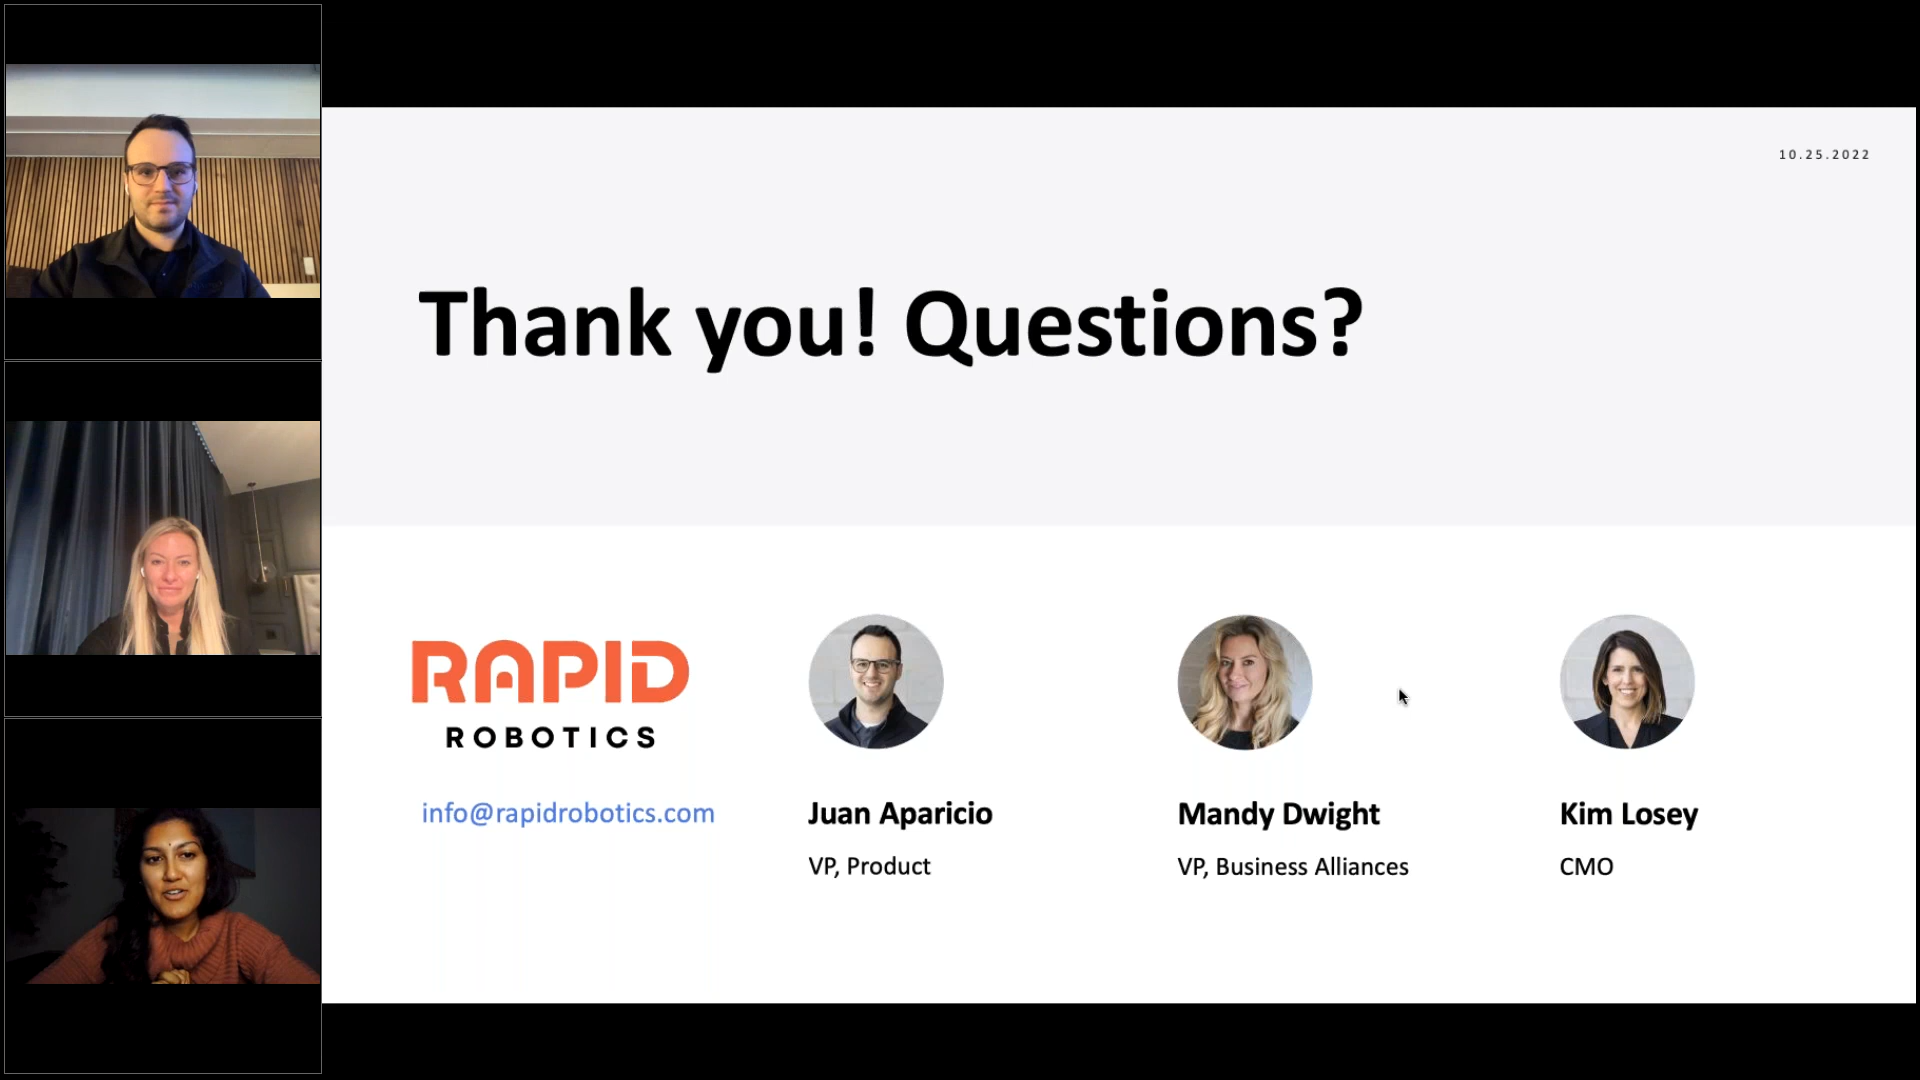 10.25.2022
Thank you! Questions?
RAPID
ROBOTICS
info@rapidrobotics.com
Juan Aparicio
VP, Product
Mandy Dwight
VP, Business Alliances
Kim Losey
CMO